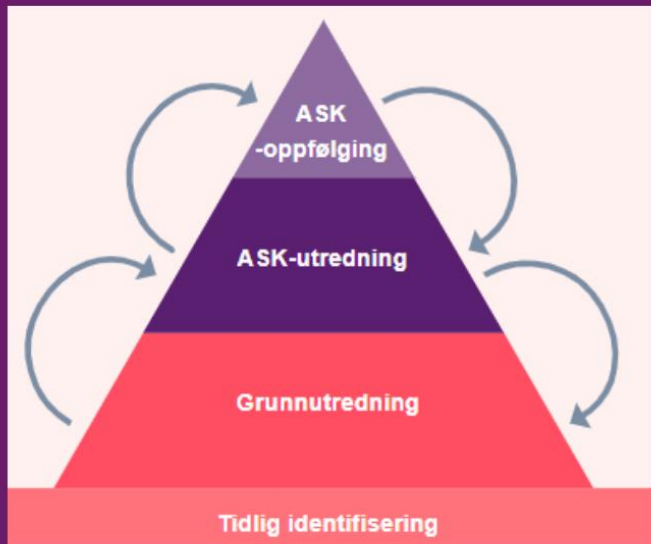 ASK
-oppfølging
ASK-utredning
Grunnutredning
Tidlig identifisering